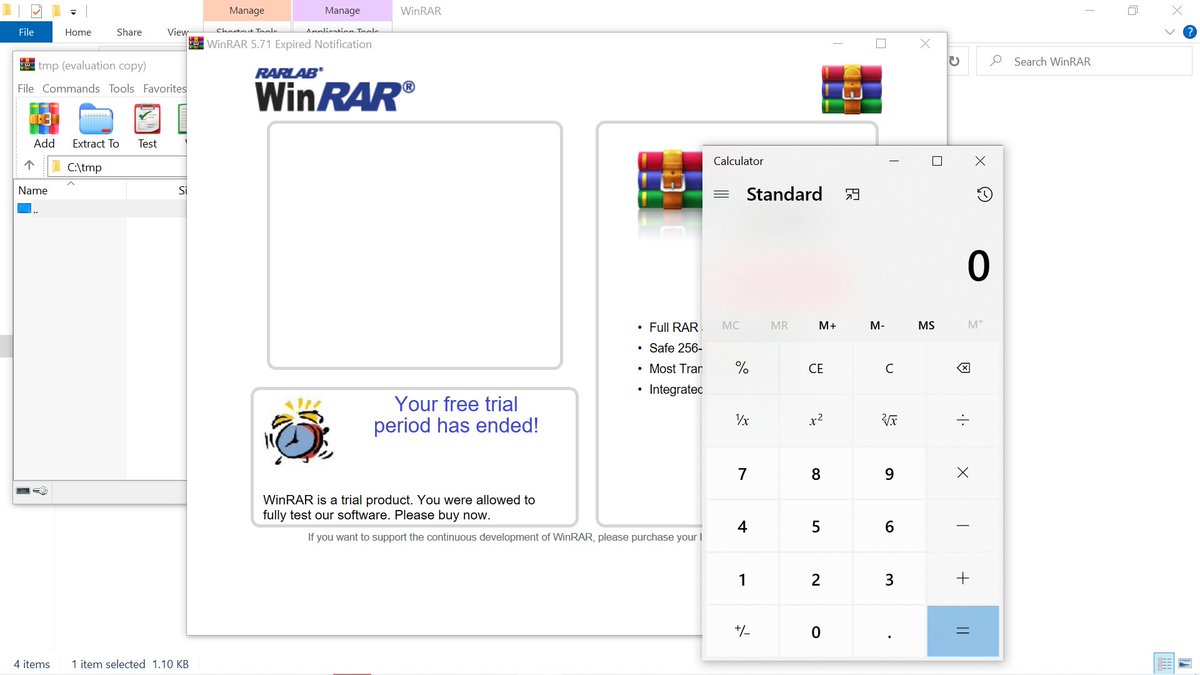 Manage
Manage
WinRAR
File
Home
Share
View
Shortcut Tools
Application Tools
WinRAR 5.71 Expired Notification
Search WinRAR
tmp (evaluation copy)
File Commands Tools Favorites
Add
Extract To
Test
C:\tmp
Name
Si
..
RARLAB®
WinRAR®
Your free trial
period has ended!
WinRAR is a trial product. You were allowed to
fully test our software. Please buy now.
If you want to support the continuous development of WinRAR, please purchase your l
• Full RAR
• Safe 256-
• Most Tran
• Integrated
Calculator
Standard
0
MC MR M+ M- MS M˅
% CE C
¹/x x² ²√x ÷
7 8 9 ×
4 5 6 −
1 2 3 +
+/− 0 . =
4 items
1 item selected 1.10 KB